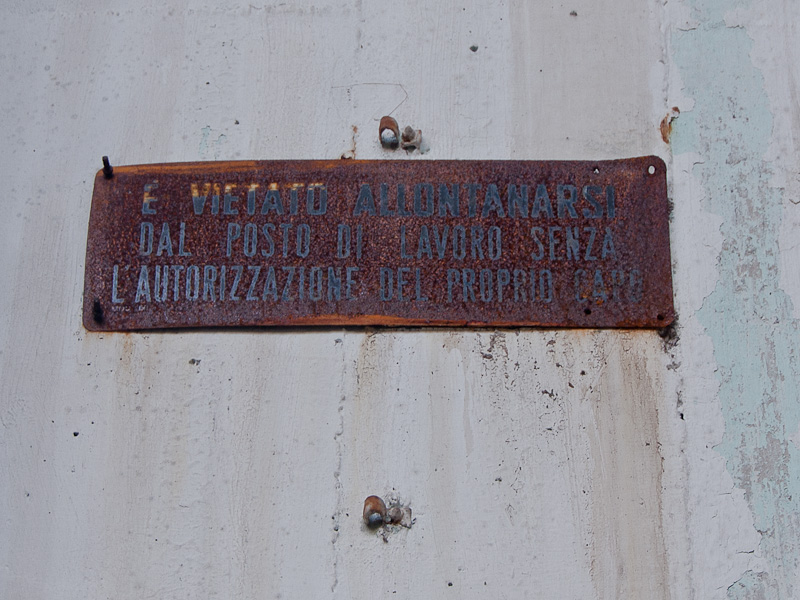 E VIETATO ALLONTANARSI
DAL POSTO DI LAVORO SENZA
L'AUTORIZZAZIONE DEL PROPRIO CAPO